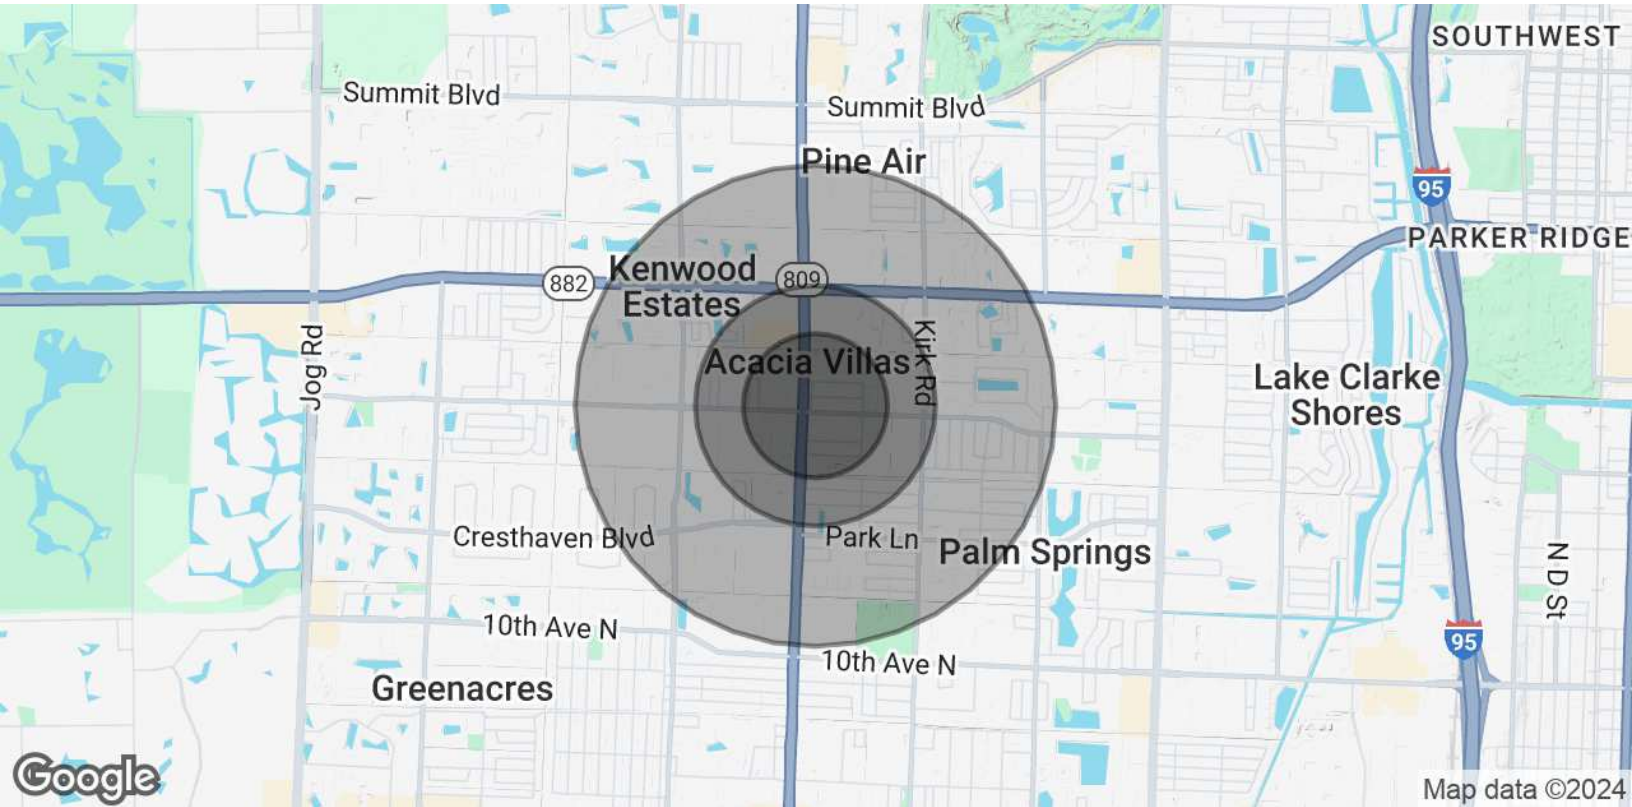 SOUTHWEST
Summit Blvd
Summit Blvd
Pine Air
95
PARKER RIDGE
Kenwood
Estates
882
809
Kirk Rd
Jog Rd
Acacia Villas
Lake Clarke
Shores
Cresthaven Blvd
Park Ln
Palm Springs
N D St
10th Ave N
95
10th Ave N
Greenacres
Google
Map data ©2024